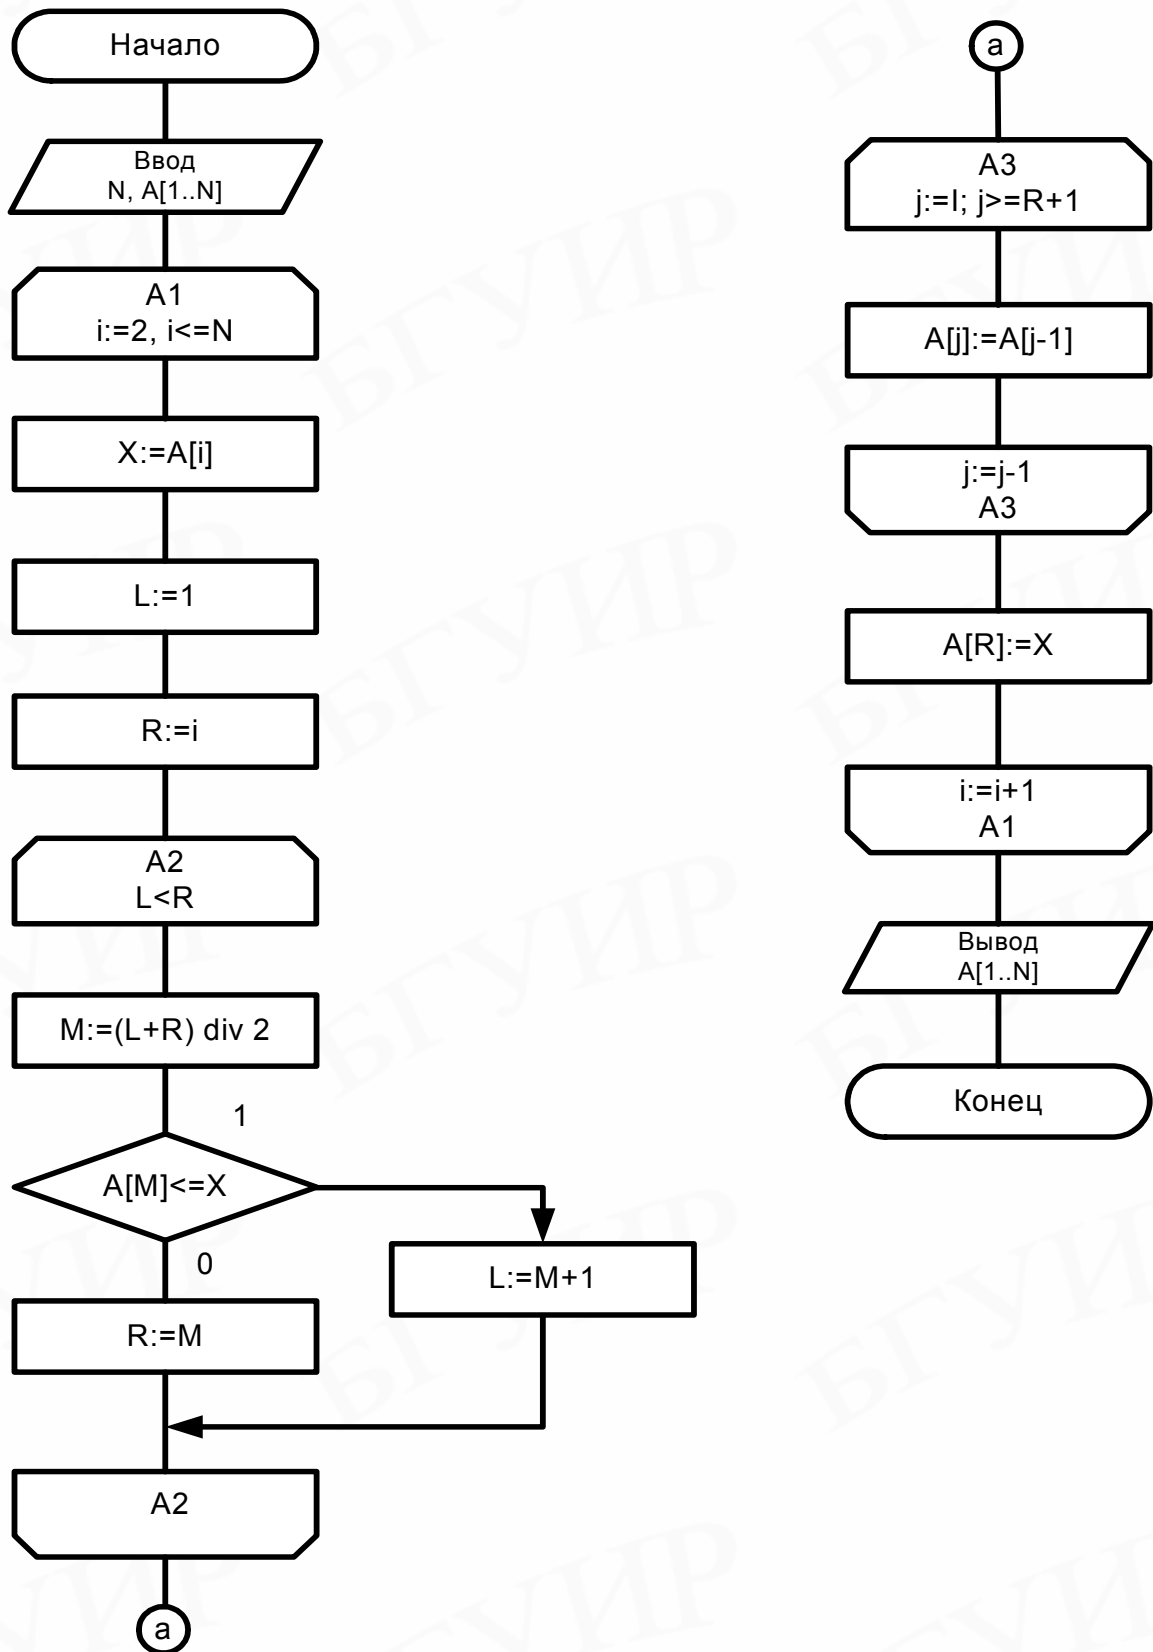 Начало
Ввод
N, A[1..N]
A1
i:=2, i<=N
X:=A[i]
L:=1
R:=i
A2
L<R
M:=(L+R) div 2
1
A[M]<=X
0
L:=M+1
R:=M
A2
a
a
A3
j:=I; j>=R+1
A[j]:=A[j-1]
j:=j-1
A3
A[R]:=X
i:=i+1
A1
Вывод
A[1..N]
Конец
БГУИР